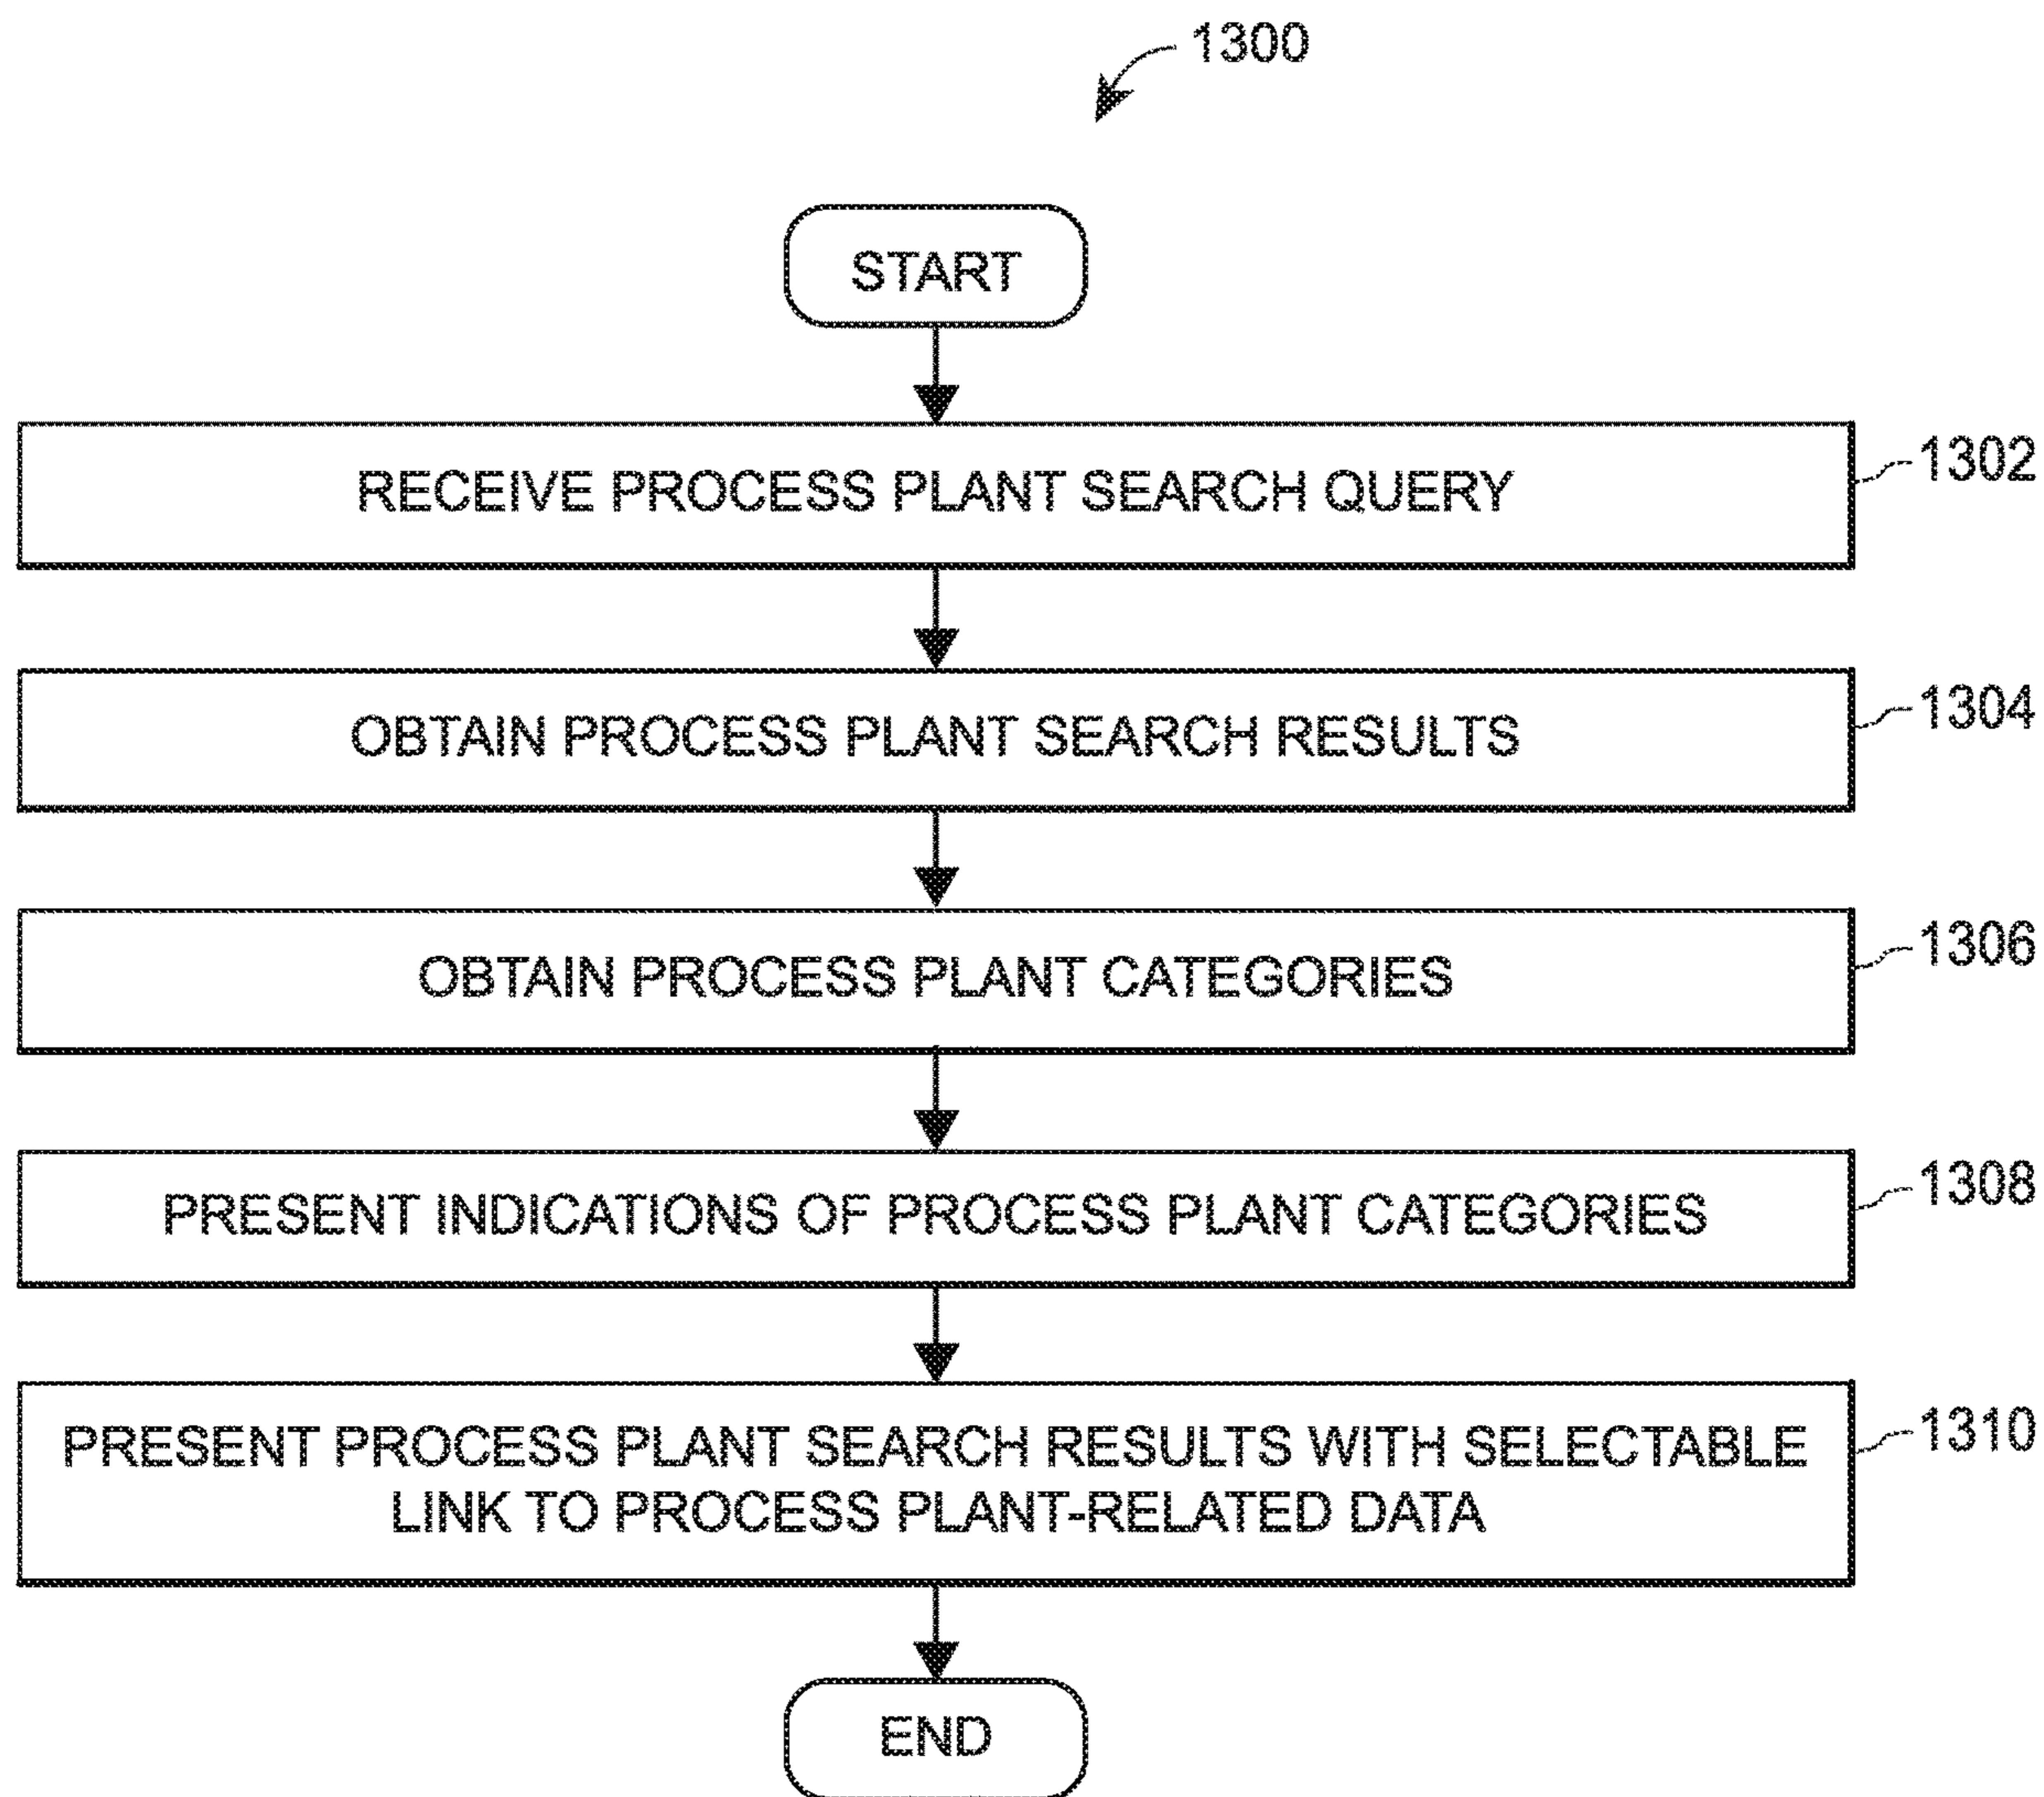 1300
START
RECEIVE PROCESS PLANT SEARCH QUERY
1302
OBTAIN PROCESS PLANT SEARCH RESULTS
1304
OBTAIN PROCESS PLANT CATEGORIES
1306
PRESENT INDICATIONS OF PROCESS PLANT CATEGORIES
1308
PRESENT PROCESS PLANT SEARCH RESULTS WITH SELECTABLE
LINK TO PROCESS PLANT-RELATED DATA
1310
END